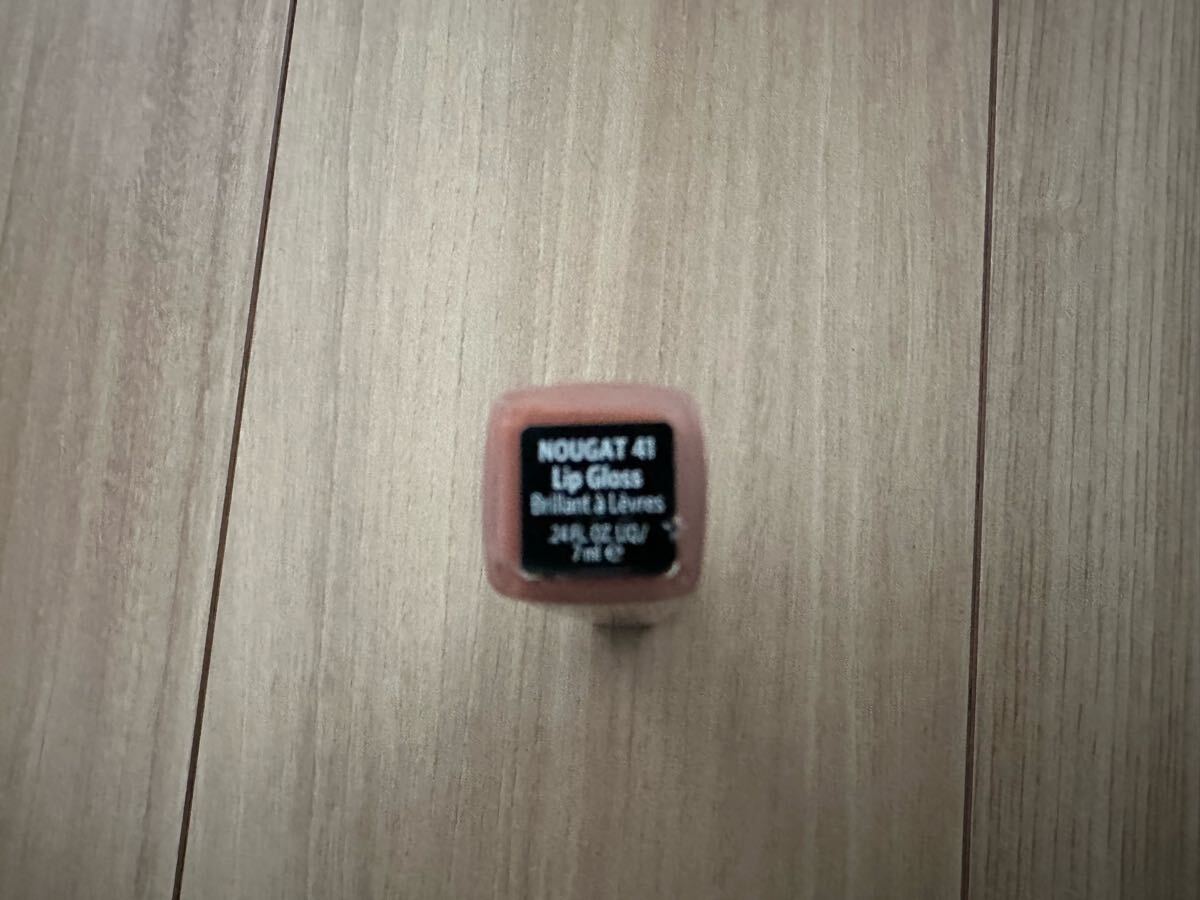 NOUGAT 41
Lip Gloss
Brillant à Lèvres
.24 FL. OZ. LIQ/
7 ml ℮